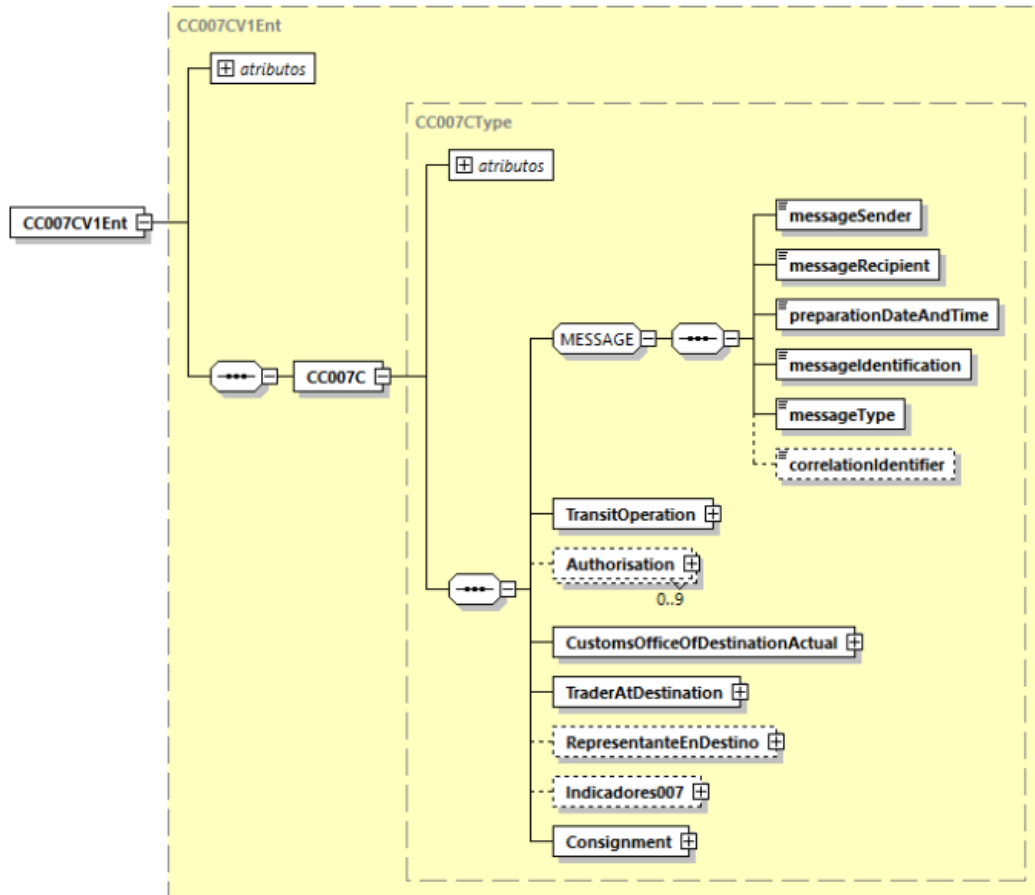 CC007CV1Ent
atributos
CC007CType
atributos
CC007CV1Ent
messageSender
messageRecipient
preparationDateAndTime
MESSAGE
messageIdentification
CC007C
messageType
correlationIdentifier
TransitOperation
Authorisation
0..9
CustomsOfficeOfDestinationActual
TraderAtDestination
RepresentanteEnDestino
Indicadores007
Consignment